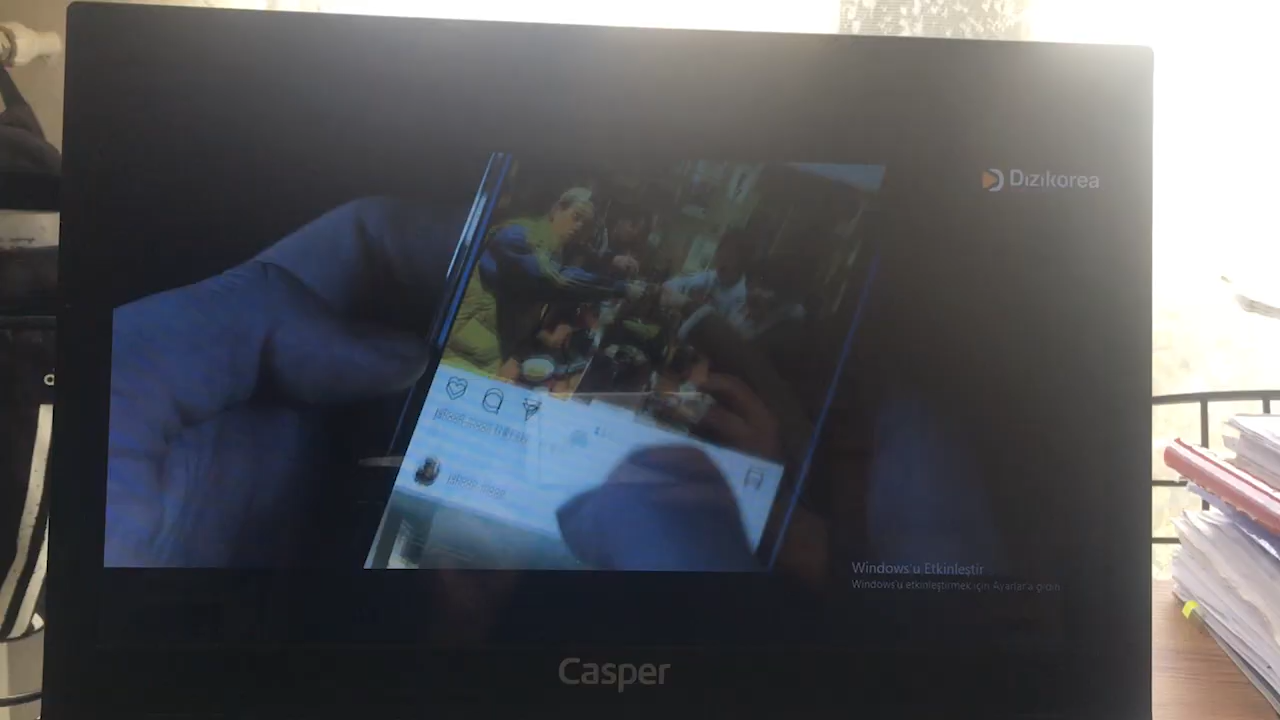 Dizikorea
Windows'u Etkinleştir
Windows'u etkinleştirmek için Ayarlar'a gidin.
Casper